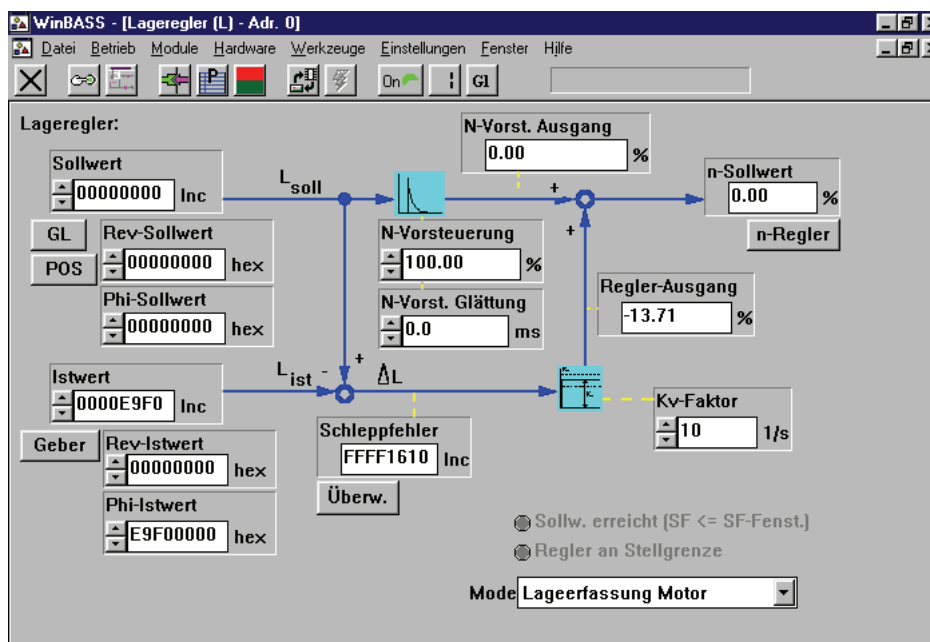 WinBASS - [Lageregler (L) - Adr. 0]
Datei Betrieb Module Hardware Werkzeuge Einstellungen Fenster Hilfe
P On GI
Lageregler:
N-Vorst. Ausgang
0.00 %
Sollwert
00000000 Inc
L soll
+
n-Sollwert
0.00 %
n-Regler
GL
POS
Rev-Sollwert
00000000 hex
N-Vorsteuerung
100.00 %
+
Phi-Sollwert
00000000 hex
N-Vorst. Glättung
0.0 ms
Regler-Ausgang
-13.71 %
Istwert
0000E9F0 Inc
L ist - + ΔL
Kv-Faktor
10 1/s
Geber
Rev-Istwert
00000000 hex
Schleppfehler
FFFF1610 Inc
Überw.
Phi-Istwert
E9F00000 hex
Sollw. erreicht (SF <= SF-Fenst.)
Regler an Stellgrenze
Mode Lageerfassung Motor